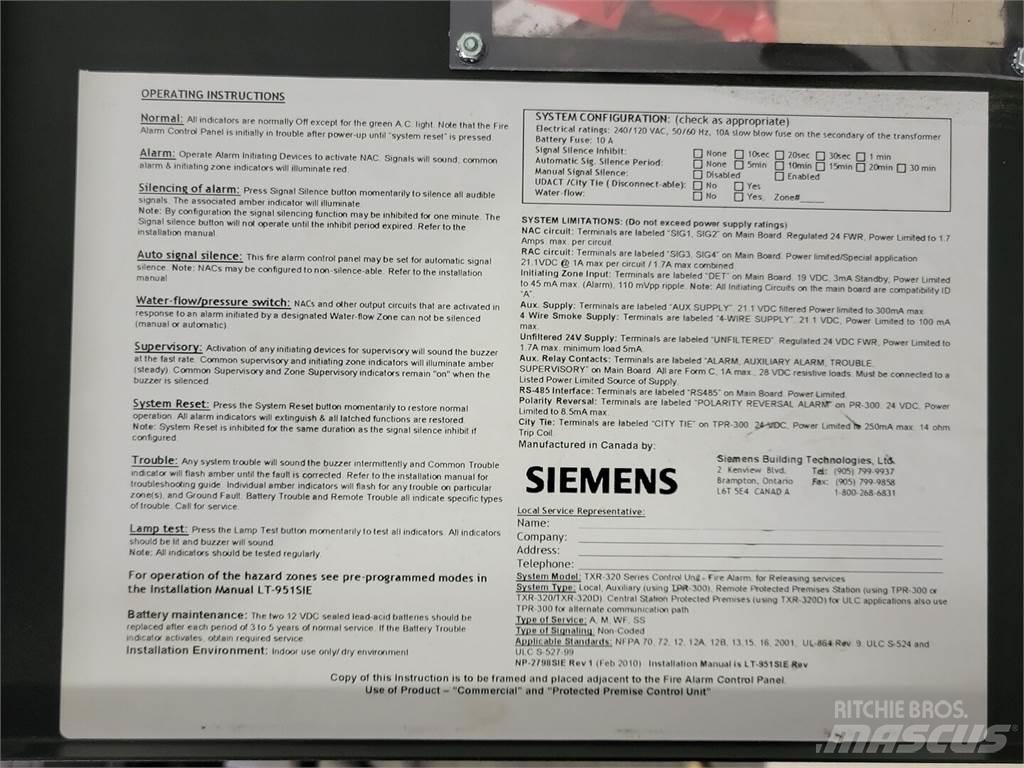 OPERATING INSTRUCTIONS
Normal: All indicators are normally Off except for the green A.C. light. Note that the Fire
Alarm Control Panel is initially in trouble after power-up until "system reset" is pressed.
Alarm: Operate Alarm Initiating Devices to activate NAC. Signals will sound, common
alarm & initiating zone indicators will illuminate red.
Silencing of alarm: Press Signal Silence button momentarily to silence all audible
signals. The associated amber indicator will illuminate.
Note: By configuration the signal silencing function may be inhibited for one minute. The
Signal silence button will not operate until the inhibit period expired. Refer to the
installation manual.
Auto signal silence: This fire alarm control panel may be set for automatic signal
silence. Note: NACs may be configured to non-silence-able. Refer to the installation
manual
Water-flow/pressure switch: NACs and other output circuits that are activated in
response to an alarm initiated by a designated Water-flow Zone can not be silenced
(manual or automatic).
Supervisory: Activation of any initiating devices for supervisory will sound the buzzer
at the fast rate. Common supervisory and initiating zone indicators will illuminate amber
(steady). Common Supervisory and Zone Supervisory indicators remain "on" when the
buzzer is silenced.
System Reset: Press the System Reset button momentarily to restore normal
operation. All alarm indicators will extinguish & all latched functions are restored.
Note: System Reset is inhibited for the same duration as the signal silence inhibit if
configured.
Trouble: Any system trouble will sound the buzzer intermittently and Common Trouble
indicator will flash amber until the fault is corrected. Refer to the installation manual for
troubleshooting guide. Individual amber indicators will flash for any trouble on particular
zone(s), and Ground Fault. Battery Trouble and Remote Trouble all indicate specific types
of trouble. Call for service.
Lamp test: Press the Lamp Test button momentarily to test all indicators. All indicators
should be lit and buzzer will sound.
Note: All indicators should be tested regularly.
For operation of the hazard zones see pre-programmed modes in
the Installation Manual LT-951SIE
Battery maintenance: The two 12 VDC sealed lead-acid batteries should be
replaced after each period of 3 to 5 years of normal service. If the Battery Trouble
indicator activates, obtain required service.
Installation Environment: Indoor use only/ dry environment
SYSTEM CONFIGURATION: (check as appropriate)
Electrical ratings: 240/120 VAC, 50/60 Hz, 10A slow blow fuse on the secondary of the transformer
Battery Fuse: 10 A
Signal Silence Inhibit: None 10sec 20sec 30sec 1 min
Automatic Sig. Silence Period: None 5min 10min 15min 20min 30 min
Manual Signal Silence: Disabled Enabled
UDACT /City Tie ( Disconnect-able): No Yes
Water-flow: No Yes, Zone#_____
SYSTEM LIMITATIONS: (Do not exceed power supply ratings)
NAC circuit: Terminals are labeled "SIG1, SIG2" on Main Board. Regulated 24 FWR, Power Limited to 1.7
Amps. max. per circuit.
RAC circuit: Terminals are labeled "SIG3, SIG4" on Main Board. Power limited/Special application
21.1VDC @ 1A max per circuit / 1.7A max combined
Initiating Zone Input: Terminals are labeled "DET" on Main Board. 19 VDC, 3mA Standby, Power Limited
to 45 mA max. (Alarm), 110 mVpp ripple. Note: All Initiating Circuits on the main board are compatibility ID
"A".
Aux. Supply: Terminals are labeled "AUX SUPPLY". 21.1 VDC filtered Power limited to 300mA max
4 Wire Smoke Supply: Terminals are labeled "4-WIRE SUPPLY". 21.1 VDC, Power Limited to 100 mA
max.
Unfiltered 24V Supply: Terminals are labeled "UNFILTERED". Regulated 24 VDC FWR, Power Limited to
1.7A max. minimum load 5mA.
Aux. Relay Contacts: Terminals are labeled "ALARM, AUXILIARY ALARM, TROUBLE,
SUPERVISORY" on Main Board. All are Form C, 1A max., 28 VDC resistive loads. Must be connected to a
Listed Power Limited Source of Supply.
RS-485 Interface: Terminals are labeled "RS485" on Main Board. Power Limited.
Polarity Reversal: Terminals are labeled "POLARITY REVERSAL ALARM" on PR-300. 24 VDC, Power
Limited to 8.5mA max.
City Tie: Terminals are labeled "CITY TIE" on TPR-300. 24 VDC, Power Limited to 250mA max. 14 ohm
Trip Coil.
Manufactured in Canada by:
SIEMENS
Siemens Building Technologies, Ltd.
2 Kenview Blvd. Tel: (905) 799-9937
Brampton, Ontario Fax: (905) 799-9858
L6T 5E4 CANADA 1-800-268-6831
Local Service Representative:
Name:
Company:
Address:
Telephone:
System Model: TXR-320 Series Control Unit - Fire Alarm, for Releasing services
System Type: Local, Auxiliary (using TPR-300), Remote Protected Premises Station (using TPR-300 or
TXR-320/TXR-320D). Central Station Protected Premises (using TXR-320D) for ULC applications also use
TPR-300 for alternate communication path
Type of Service: A, M, WF, SS
Type of Signaling: Non-Coded
Applicable Standards: NFPA 70, 72, 12, 12A, 12B, 13, 15, 16, 2001, UL-864 Rev. 9, ULC S-524 and
ULC S-527-99
NP-2798SIE Rev 1 (Feb 2010) Installation Manual is LT-951SIE Rev
Copy of this Instruction is to be framed and placed adjacent to the Fire Alarm Control Panel.
Use of Product – "Commercial" and "Protected Premise Control Unit"
RITCHIE BROS.
MASCUS